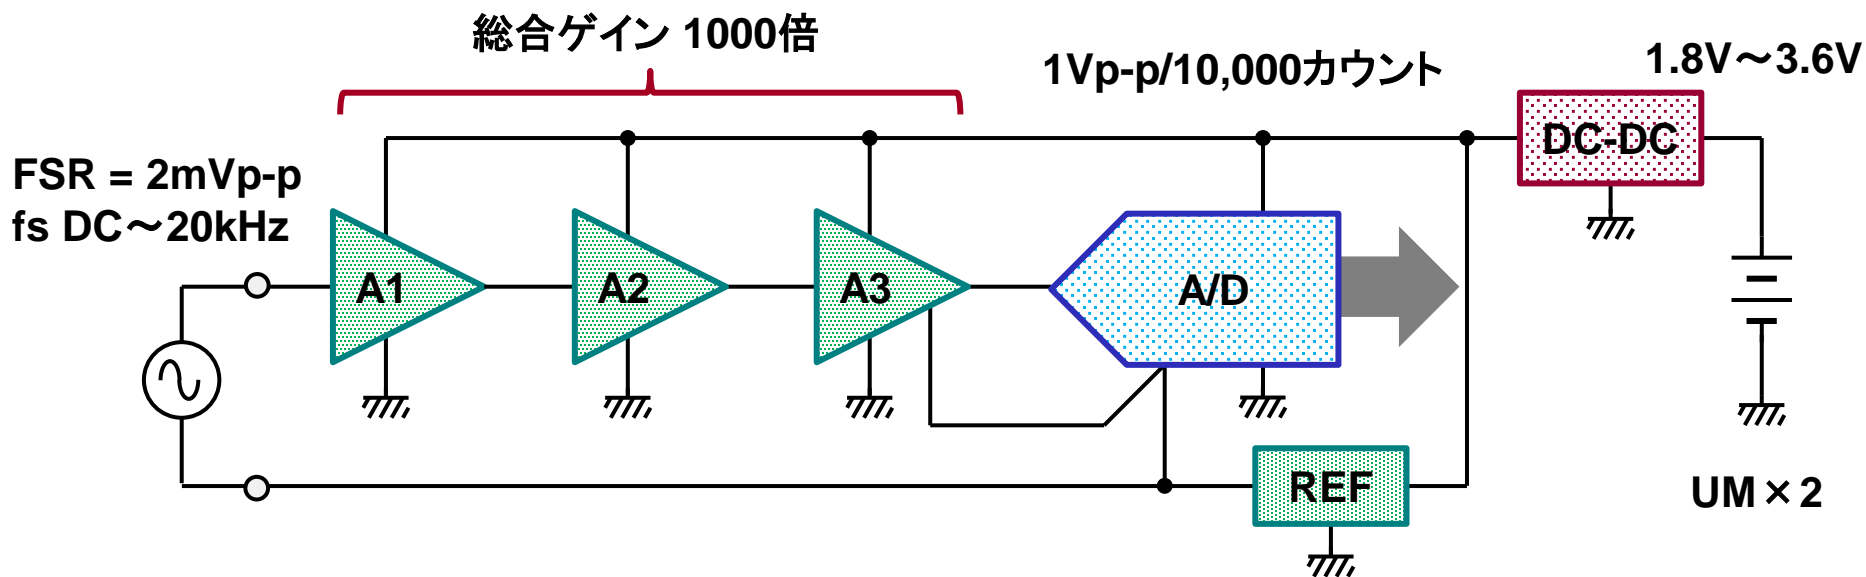 総合ゲイン 1000倍
1Vp-p/10,000カウント
1.8V～3.6V
DC-DC
FSR = 2mVp-p
fs DC～20kHz
A1
A2
A3
A/D
REF
UM×2